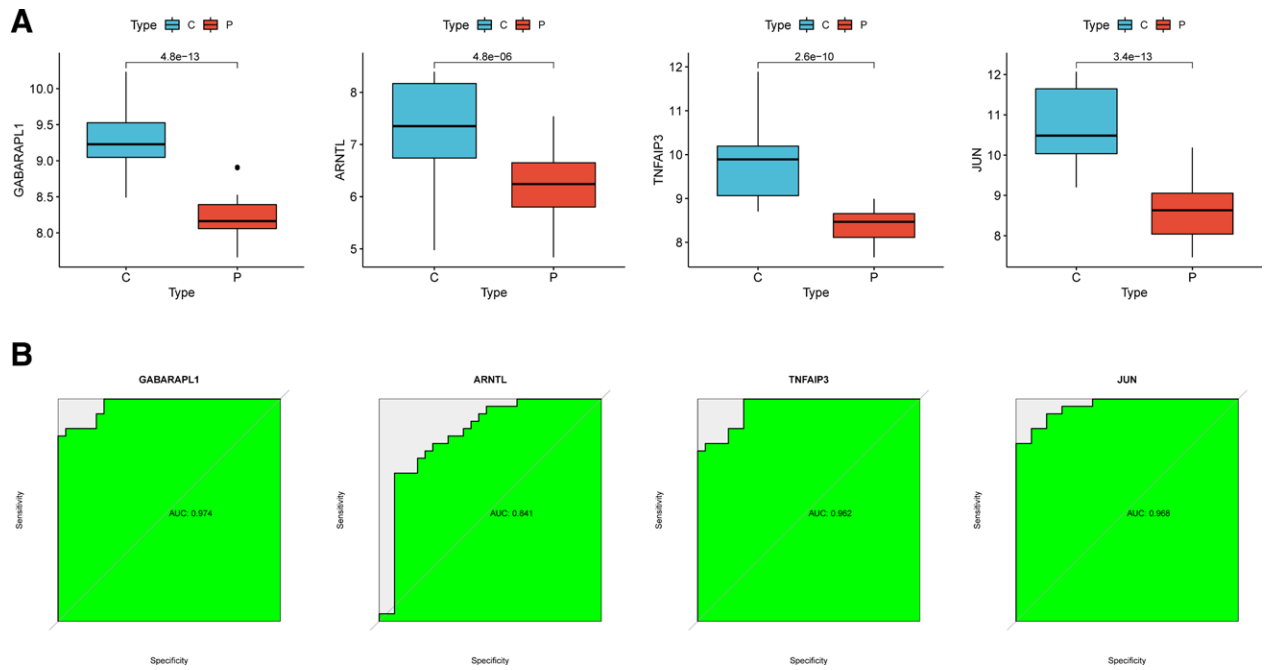 A
Type C P
Type C P
Type C P
Type C P
4.8e−13
4.8e−06
2.6e−10
3.4e−13
GABARAPL1
10.0
9.5
9.0
8.5
8.0
C P
Type
ARNTL
8
7
6
5
C P
Type
TNFAIP3
12
11
10
9
8
C P
Type
JUN
12
11
10
9
8
C P
Type
B
GABARAPL1
Sensitivity
AUC: 0.974
Specificity
ARNTL
Sensitivity
AUC: 0.841
Specificity
TNFAIP3
Sensitivity
AUC: 0.962
Specificity
JUN
Sensitivity
AUC: 0.968
Specificity